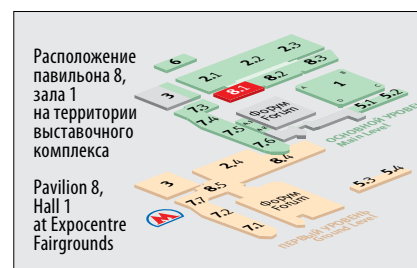 Расположение
павильона 8,
зала 1
на территории
выставочного
комплекса
Pavilion 8,
Hall 1
at Expocentre
Fairgrounds
6
2.1
2.2
2.3
8.1
8.2
8.3
3
7.3
7.4
7.5
7.6
Форум
Forum
A
B
C
D
1
5.1
5.2
ОСНОВНОЙ УРОВЕНЬ
Main Level
3
2.4
8.4
8.5
7.7
7.2
7.1
Форум
Forum
5.3
5.4
ПЕРВЫЙ УРОВЕНЬ
Ground Level
М